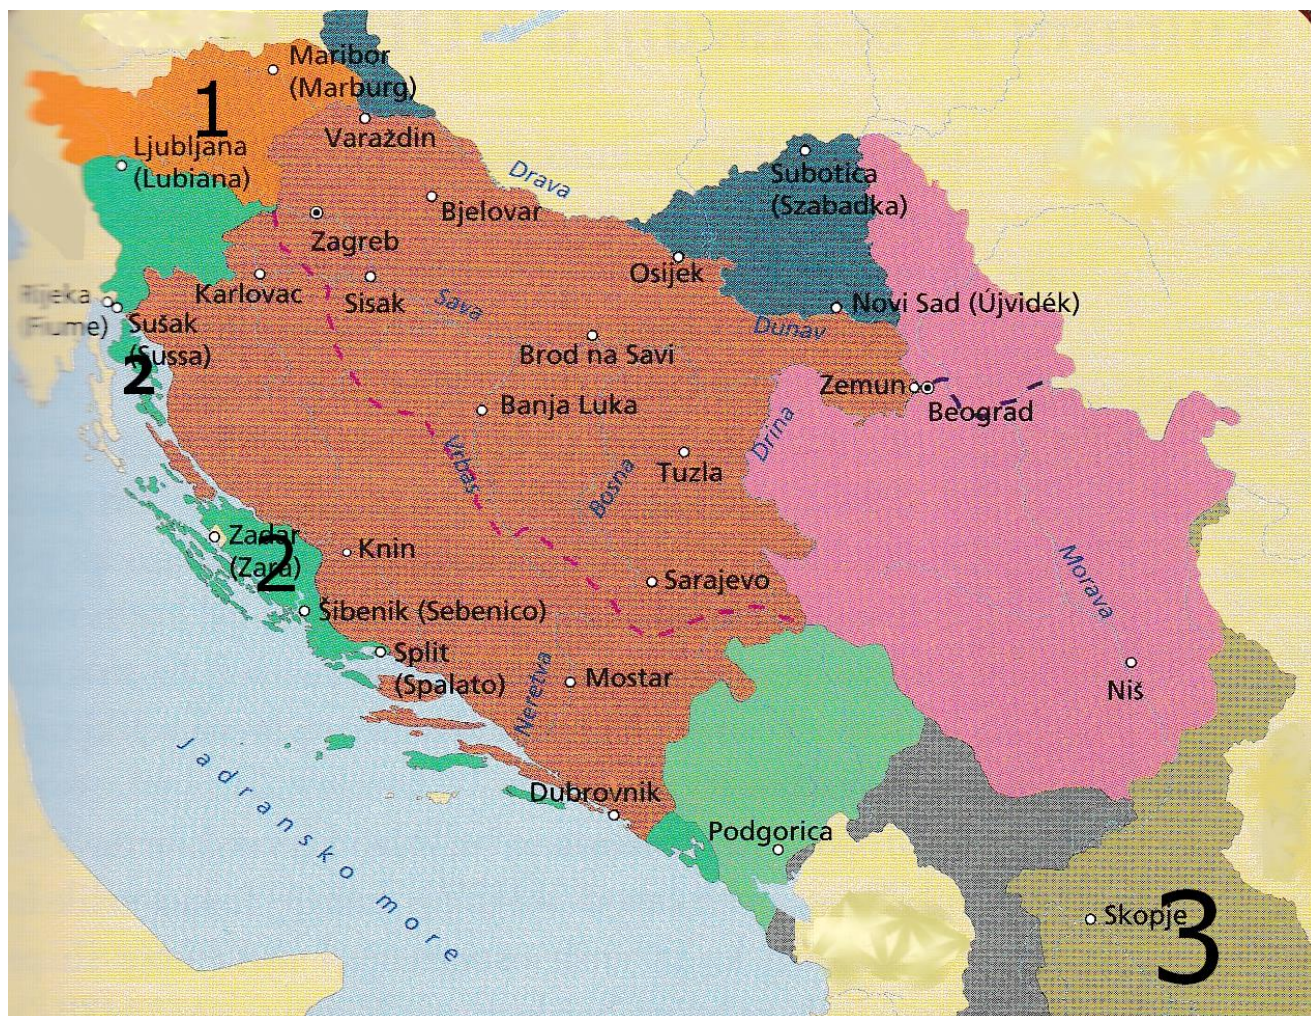 Maribor
(Marburg)
1
Varaždin
Ljubljana
(Lubiana)
Drava
Subotica
(Szabadka)
Bjelovar
Zagreb
Osijek
Karlovac
Sisak
Sava
Rijeka
(Fiume)
Sušak
(Sussa)
2
Novi Sad (Újvidék)
Dunav
Brod na Savi
Zemun
Beograd
Banja Luka
Drina
Vrbas
Bosna
Tuzla
Zadar
(Zara)
2
Knin
Sarajevo
Morava
Šibenik (Sebenico)
Split
(Spalato)
Neretva
Mostar
Niš
Jadransko more
Dubrovnik
Podgorica
Skopje
3